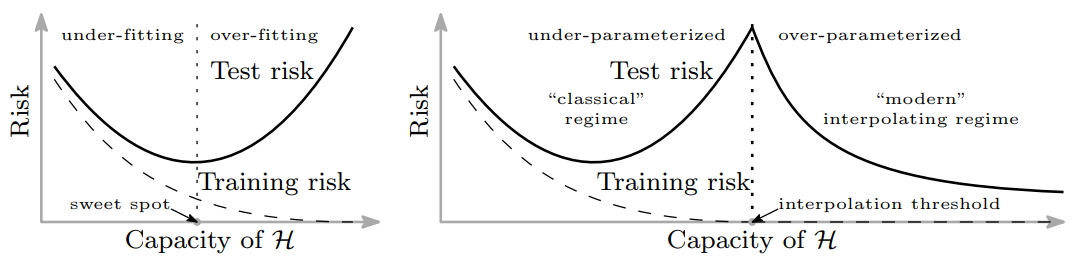 under-fitting
over-fitting
Test risk
Risk
Training risk
sweet spot
Capacity of ℋ
under-parameterized
over-parameterized
Test risk
“classical”
regime
“modern”
interpolating regime
Risk
Training risk
interpolation threshold
Capacity of ℋ